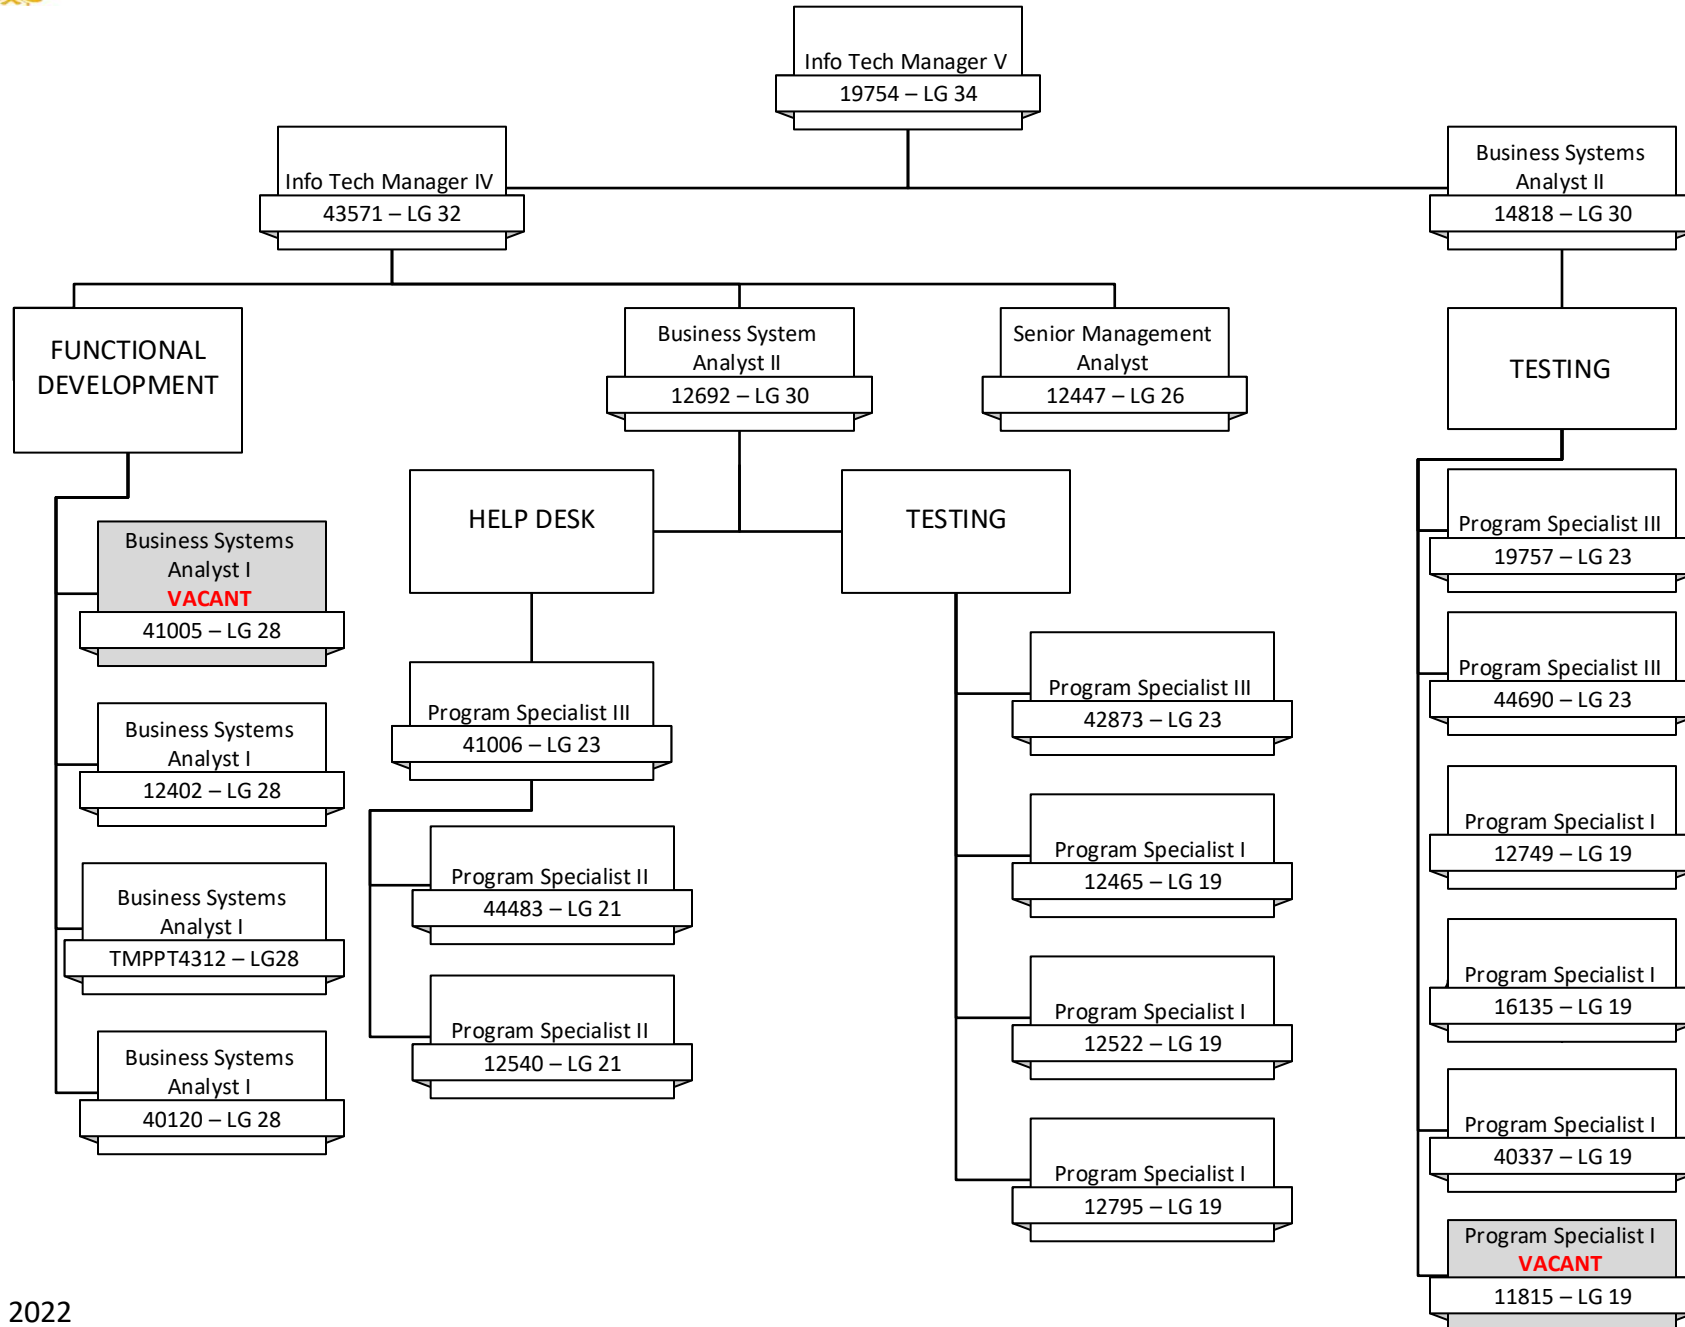 Info Tech Manager V
19754 – LG 34
Info Tech Manager IV
43571 – LG 32
Business Systems
Analyst II
14818 – LG 30
FUNCTIONAL
DEVELOPMENT
Business System
Analyst II
12692 – LG 30
Senior Management
Analyst
12447 – LG 26
TESTING
Business Systems
Analyst I
VACANT
41005 – LG 28
Business Systems
Analyst I
12402 – LG 28
Business Systems
Analyst I
TMPPT4312 – LG28
Business Systems
Analyst I
40120 – LG 28
HELP DESK
Program Specialist III
41006 – LG 23
Program Specialist II
44483 – LG 21
Program Specialist II
12540 – LG 21
TESTING
Program Specialist III
42873 – LG 23
Program Specialist I
12465 – LG 19
Program Specialist I
12522 – LG 19
Program Specialist I
12795 – LG 19
Program Specialist III
19757 – LG 23
Program Specialist III
44690 – LG 23
Program Specialist I
12749 – LG 19
Program Specialist I
16135 – LG 19
Program Specialist I
40337 – LG 19
Program Specialist I
VACANT
11815 – LG 19
2022